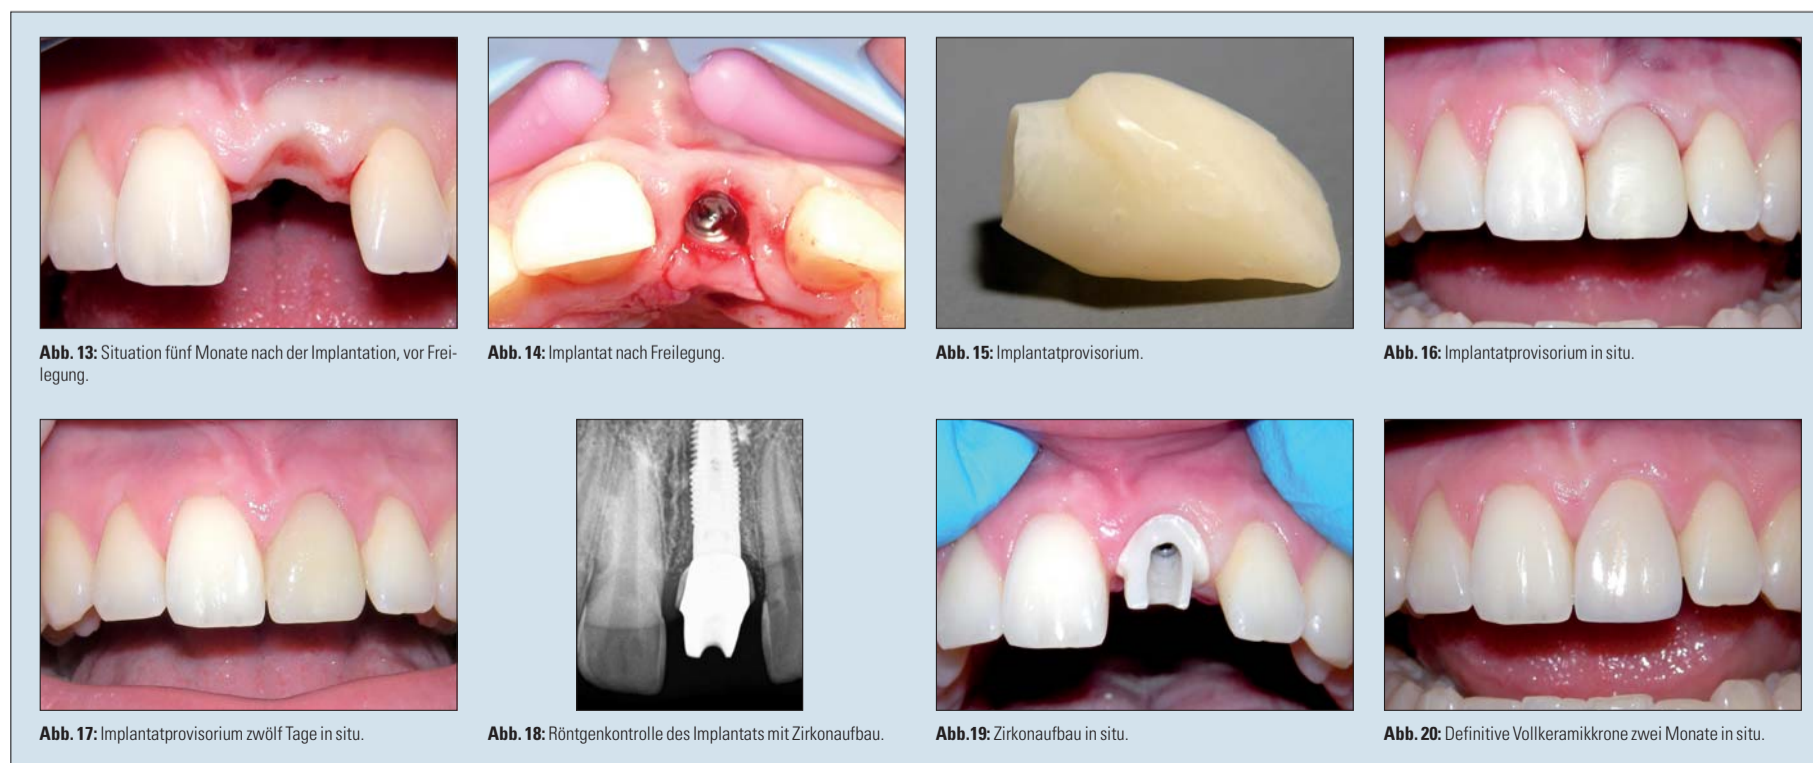 Abb. 13: Situation fünf Monate nach der Implantation, vor Frei-
legung.
Abb. 14: Implantat nach Freilegung.
Abb. 15: Implantatprovisorium.
Abb. 16: Implantatprovisorium in situ.
Abb. 17: Implantatprovisorium zwölf Tage in situ.
Abb. 18: Röntgenkontrolle des Implantats mit Zirkonaufbau.
Abb.19: Zirkonaufbau in situ.
Abb. 20: Definitive Vollkeramikkrone zwei Monate in situ.